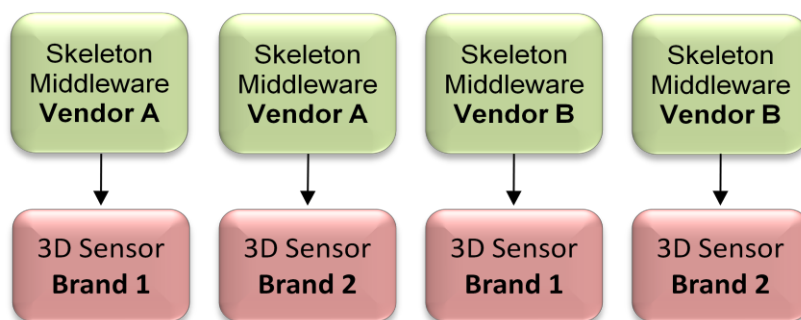 Skeleton
Middleware
Vendor A
Skeleton
Middleware
Vendor A
Skeleton
Middleware
Vendor B
Skeleton
Middleware
Vendor B
3D Sensor
Brand 1
3D Sensor
Brand 2
3D Sensor
Brand 1
3D Sensor
Brand 2